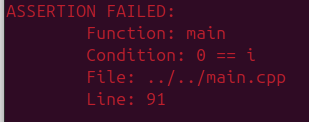 ASSERTION FAILED:
Function: main
Condition: 0 == i
File: ../../main.cpp
Line: 91